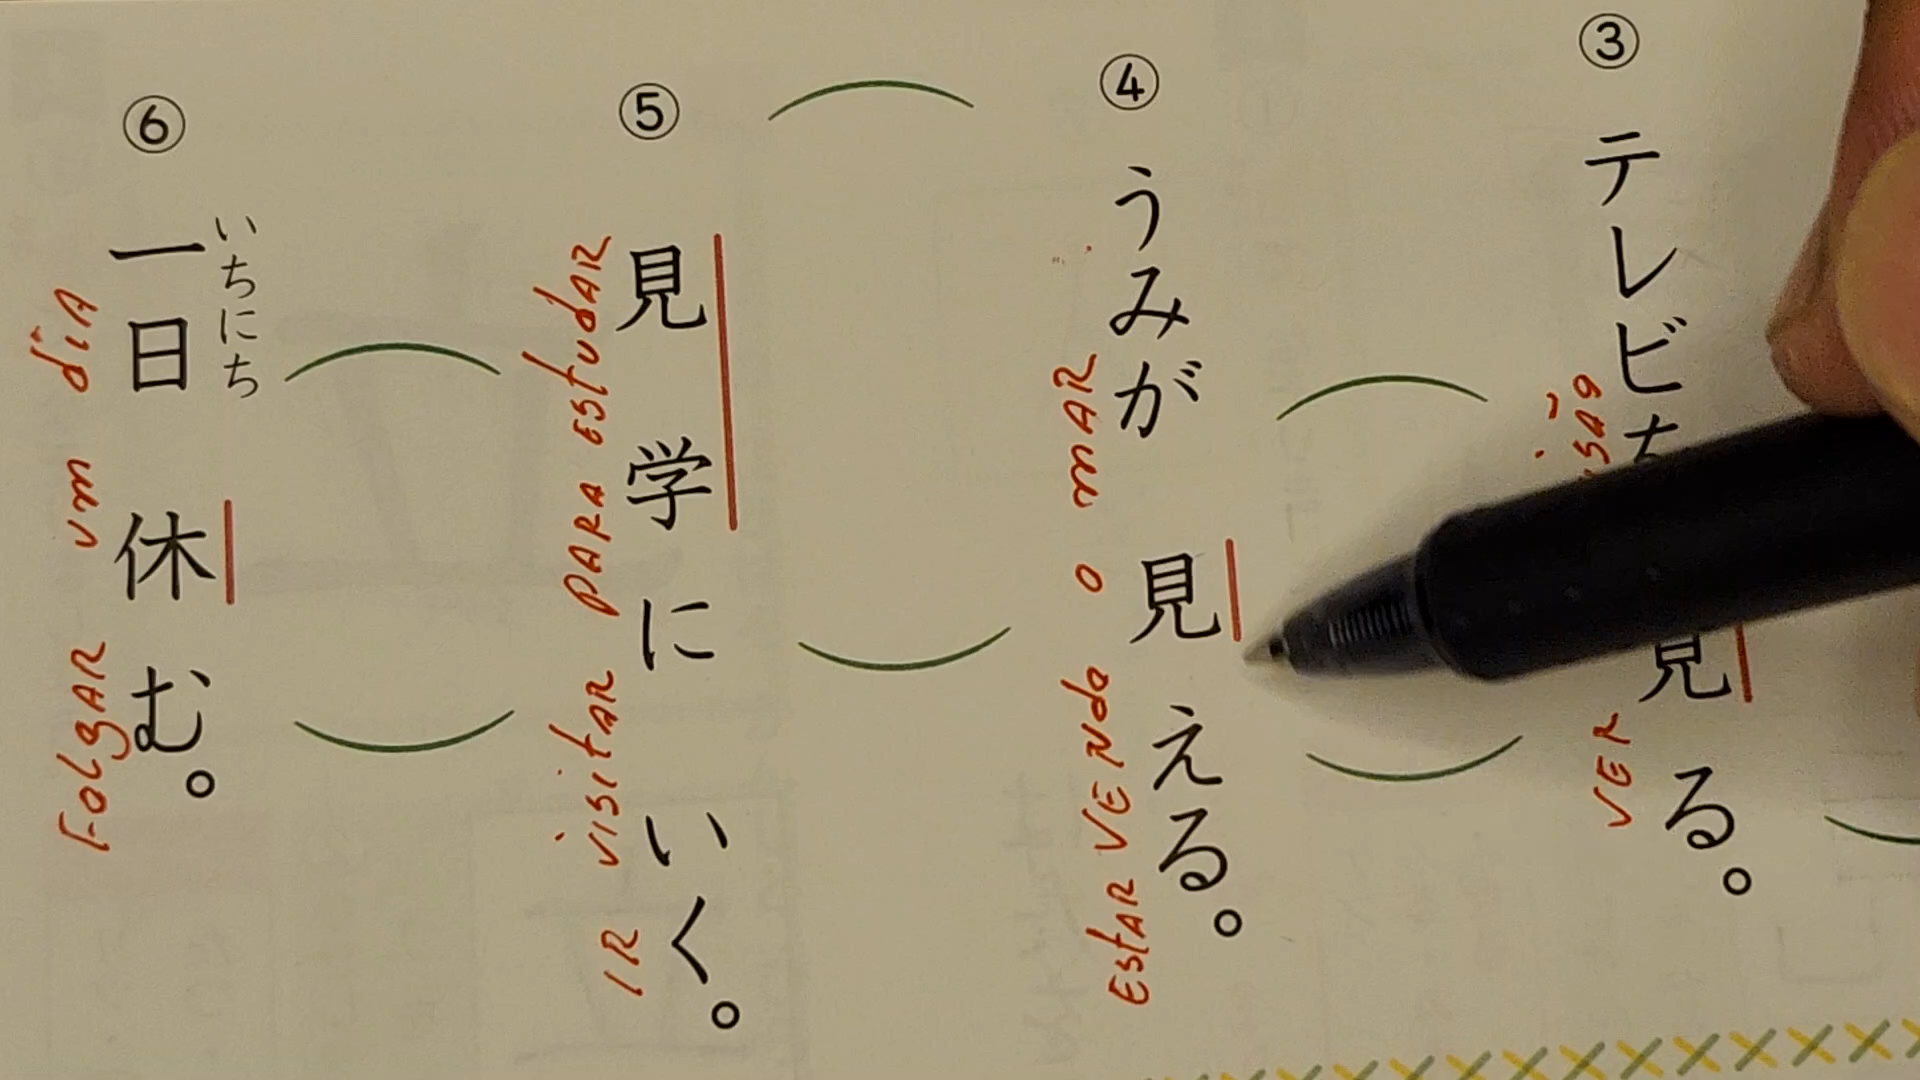 ③
テレビを見る。
VER
④
うみが見える。
Estar vendo o mar
⑤
見学にいく。
Ir visitar para estudar
⑥
いちにち
一日休む。
Folgar um dia